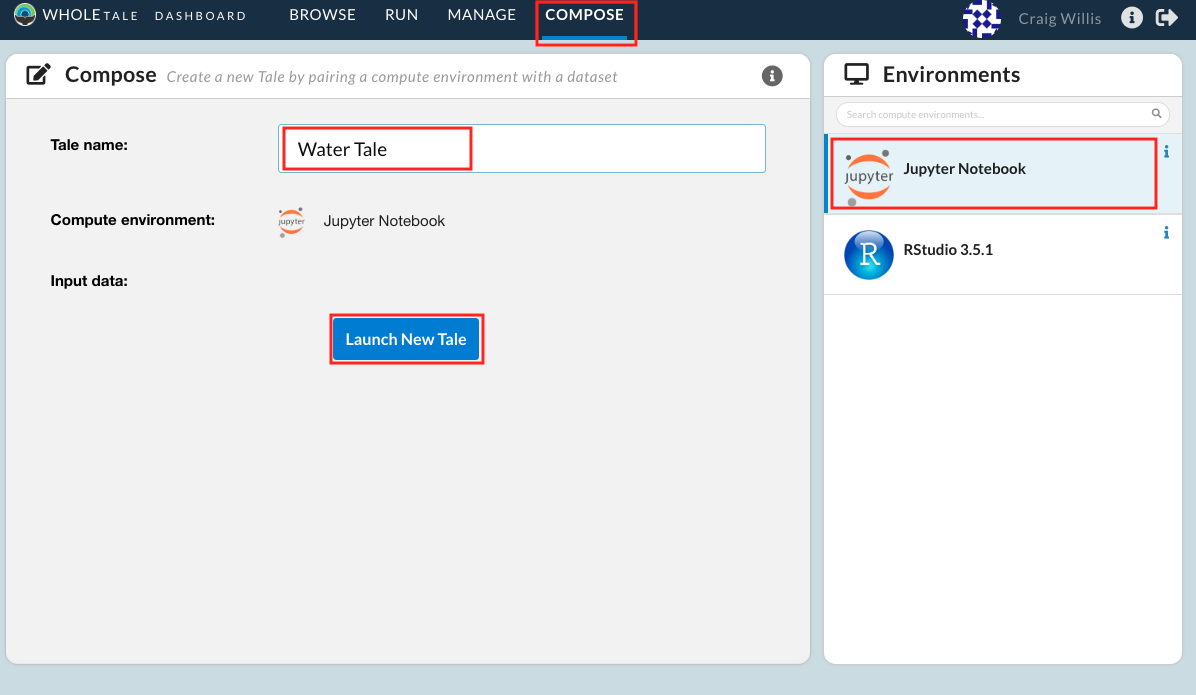 WHOLETALE DASHBOARD BROWSE RUN MANAGE COMPOSE Craig Willis
Compose Create a new Tale by pairing a compute environment with a dataset
Tale name: Water Tale
Compute environment: jupyter Jupyter Notebook
Input data:
Launch New Tale
Environments
Search compute environments...
jupyter Jupyter Notebook
R RStudio 3.5.1